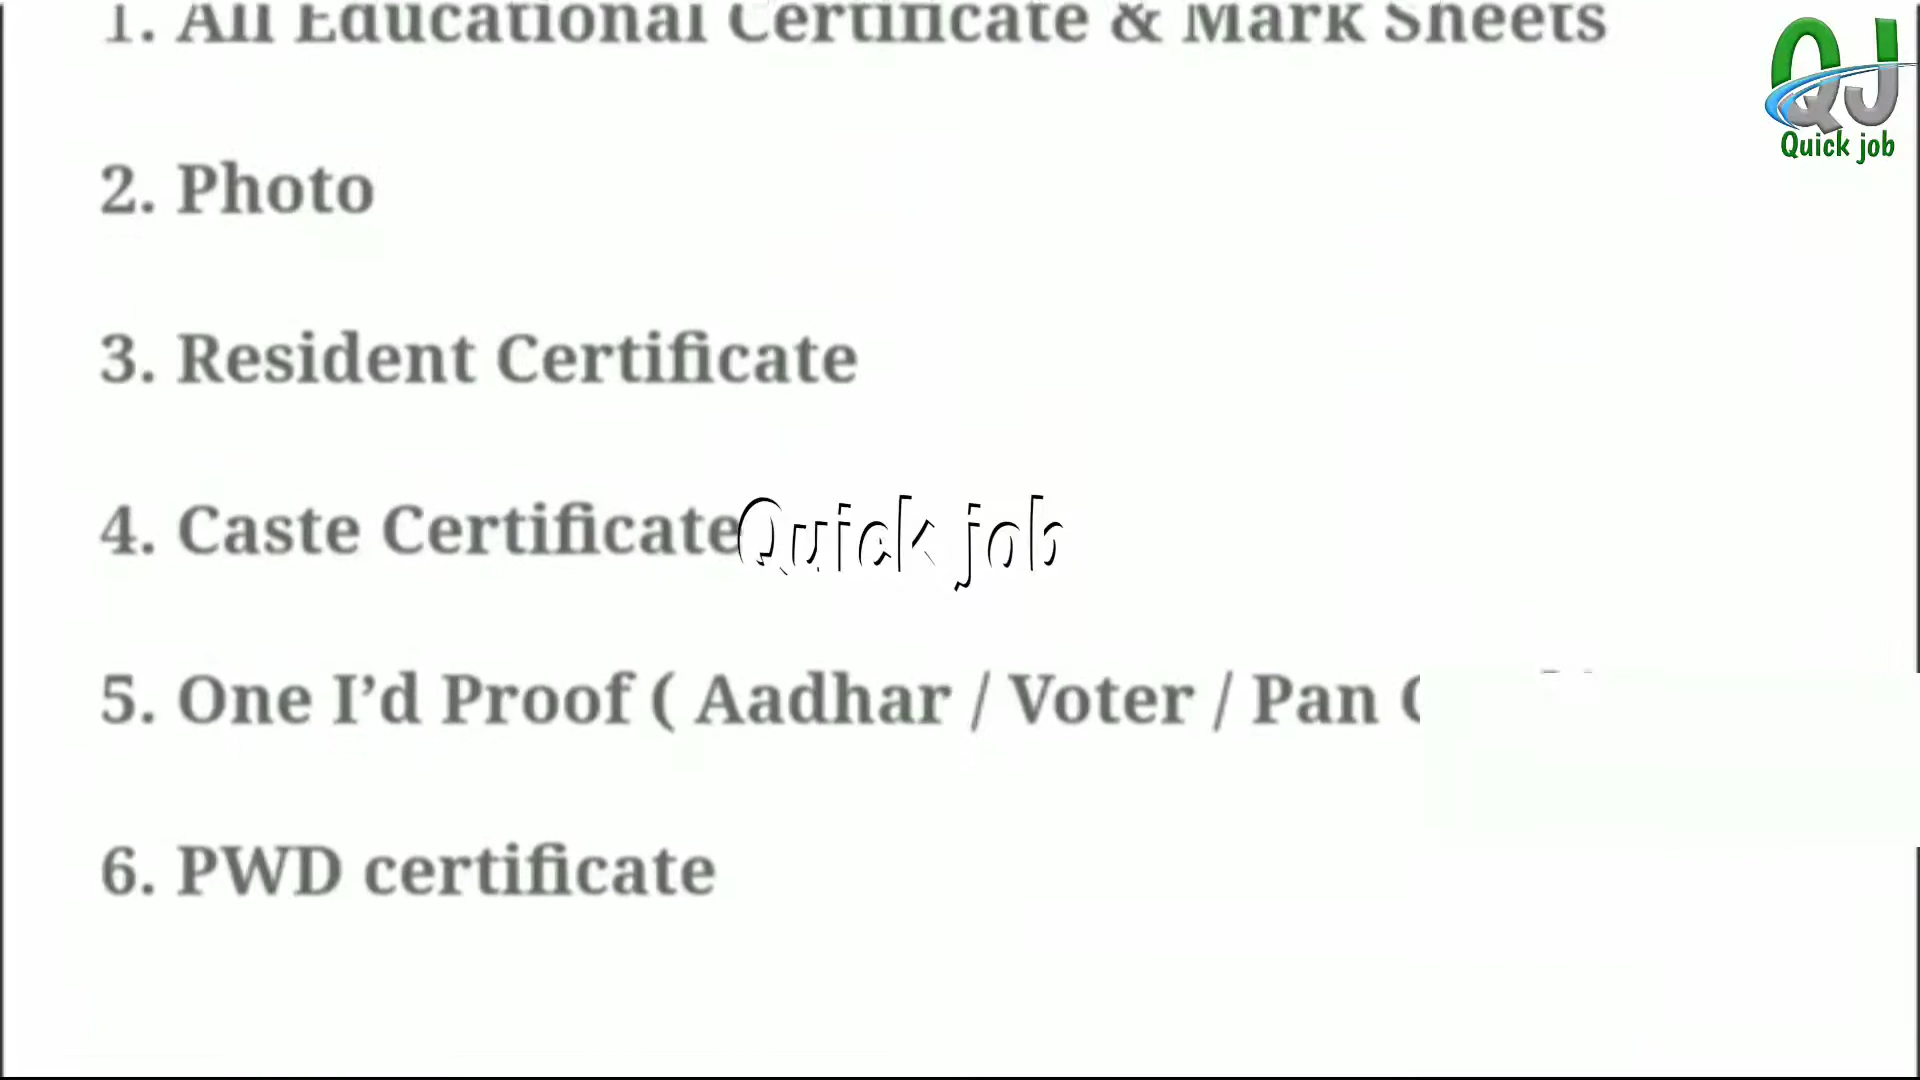 1. All Educational Certificate & Mark Sheets
QJ
Quick job
2. Photo
3. Resident Certificate
4. Caste Certificate
Quick job
5. One I’d Proof ( Aadhar / Voter / Pan
6. PWD certificate